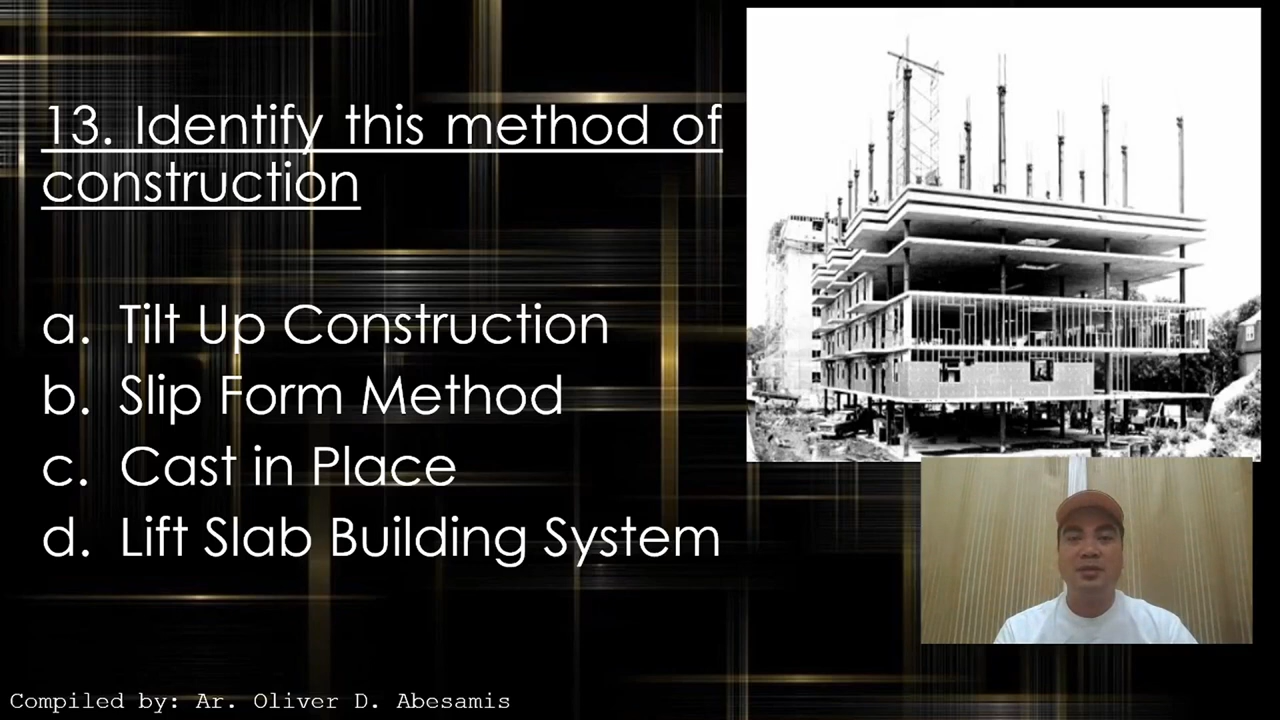 13. Identify this method of
construction
a. Tilt Up Construction
b. Slip Form Method
c. Cast in Place
d. Lift Slab Building System
Compiled by: Ar. Oliver D. Abesamis